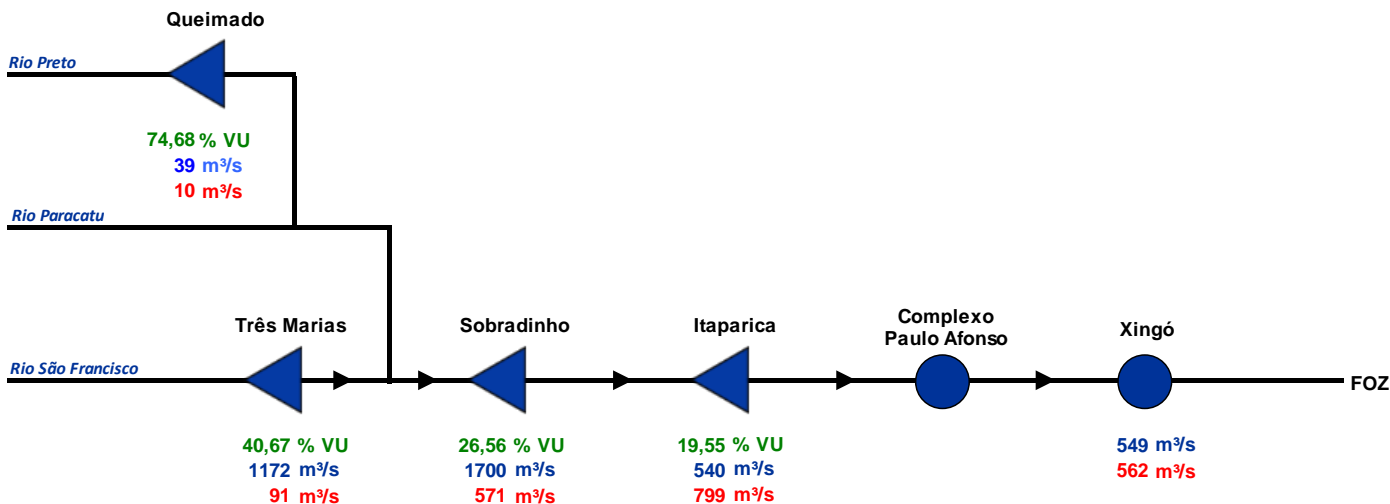 Queimado
Rio Preto
74,68 % VU
39 m³/s
10 m³/s
Rio Paracatu
Três Marias
Sobradinho
Itaparica
Complexo
Paulo Afonso
Xingó
Rio São Francisco
FOZ
40,67 % VU
1172 m³/s
91 m³/s
26,56 % VU
1700 m³/s
571 m³/s
19,55 % VU
540 m³/s
799 m³/s
549 m³/s
562 m³/s